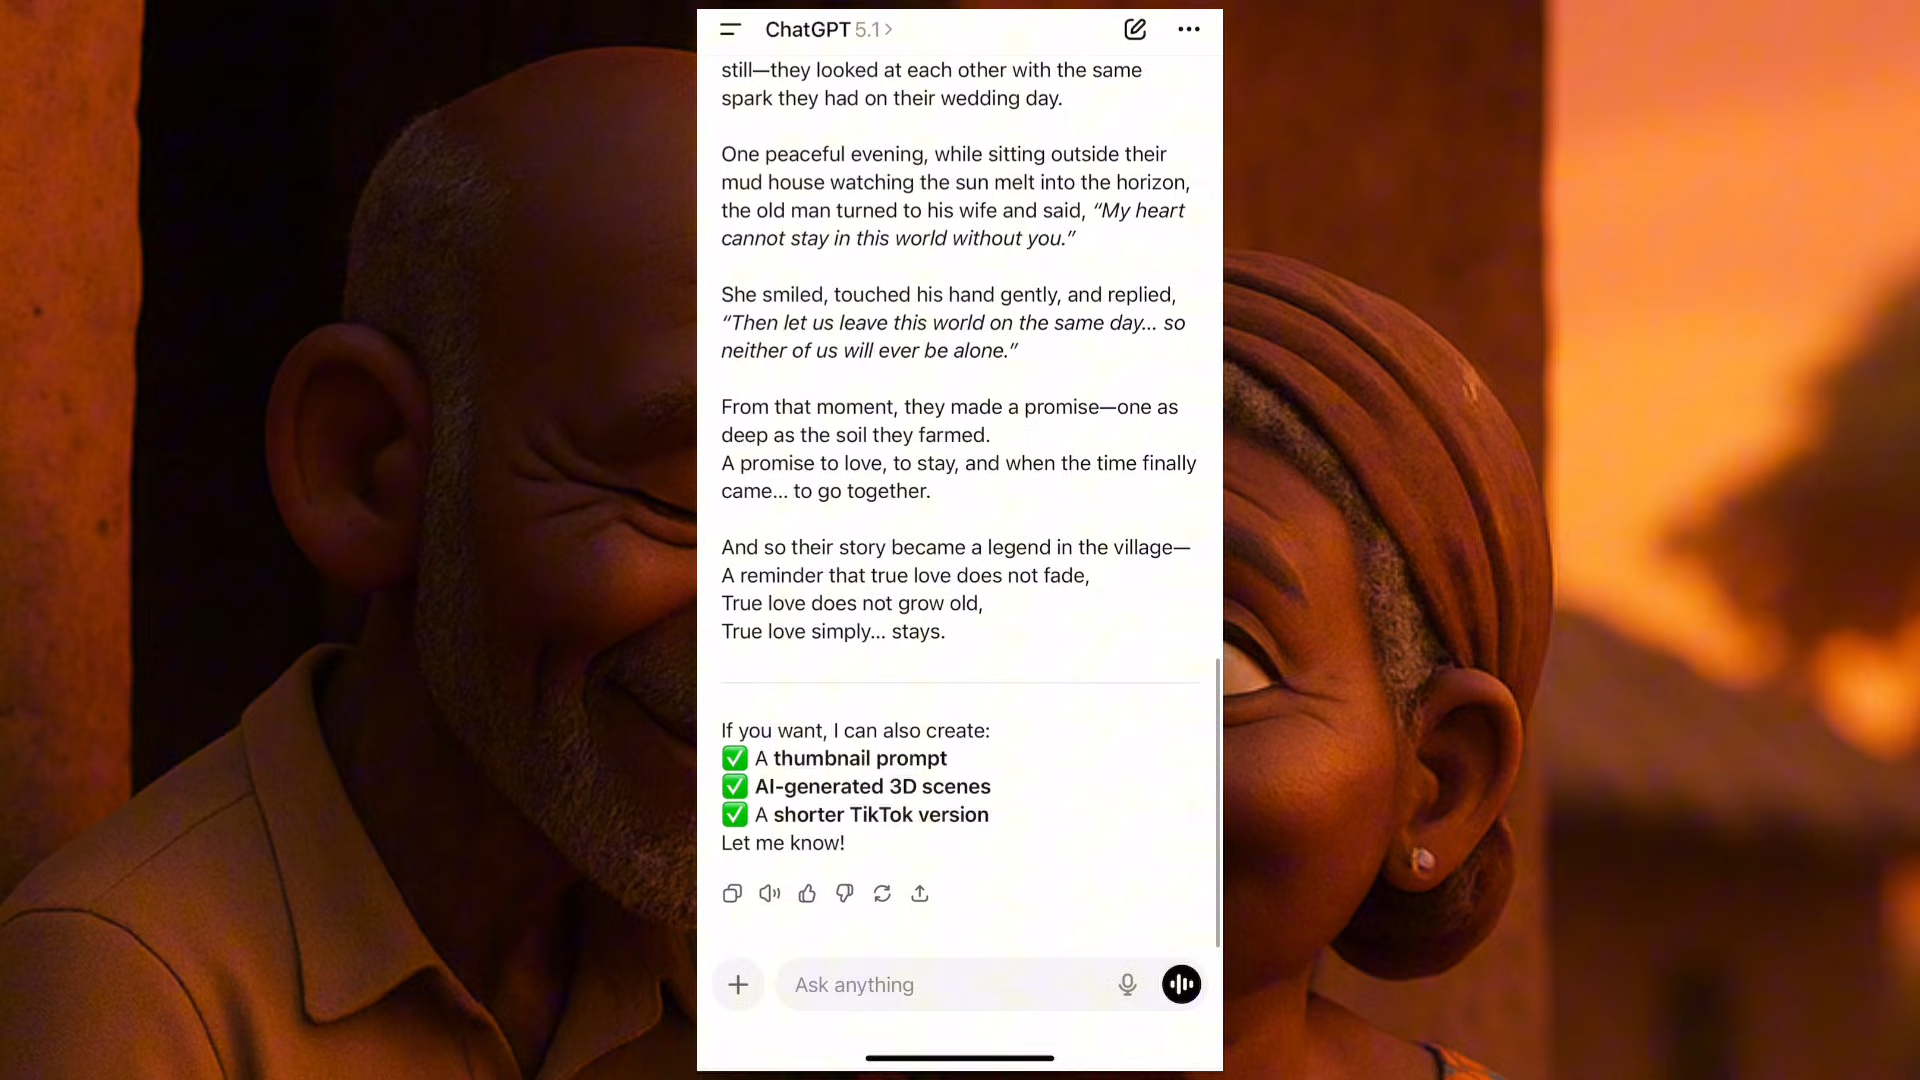 ChatGPT 5.1
still—they looked at each other with the same
spark they had on their wedding day.
One peaceful evening, while sitting outside their
mud house watching the sun melt into the horizon,
the old man turned to his wife and said, “My heart
cannot stay in this world without you.”
She smiled, touched his hand gently, and replied,
“Then let us leave this world on the same day... so
neither of us will ever be alone.”
From that moment, they made a promise—one as
deep as the soil they farmed.
A promise to love, to stay, and when the time finally
came... to go together.
And so their story became a legend in the village—
A reminder that true love does not fade,
True love does not grow old,
True love simply... stays.
If you want, I can also create:
✅ A thumbnail prompt
✅ AI-generated 3D scenes
✅ A shorter TikTok version
Let me know!
Ask anything